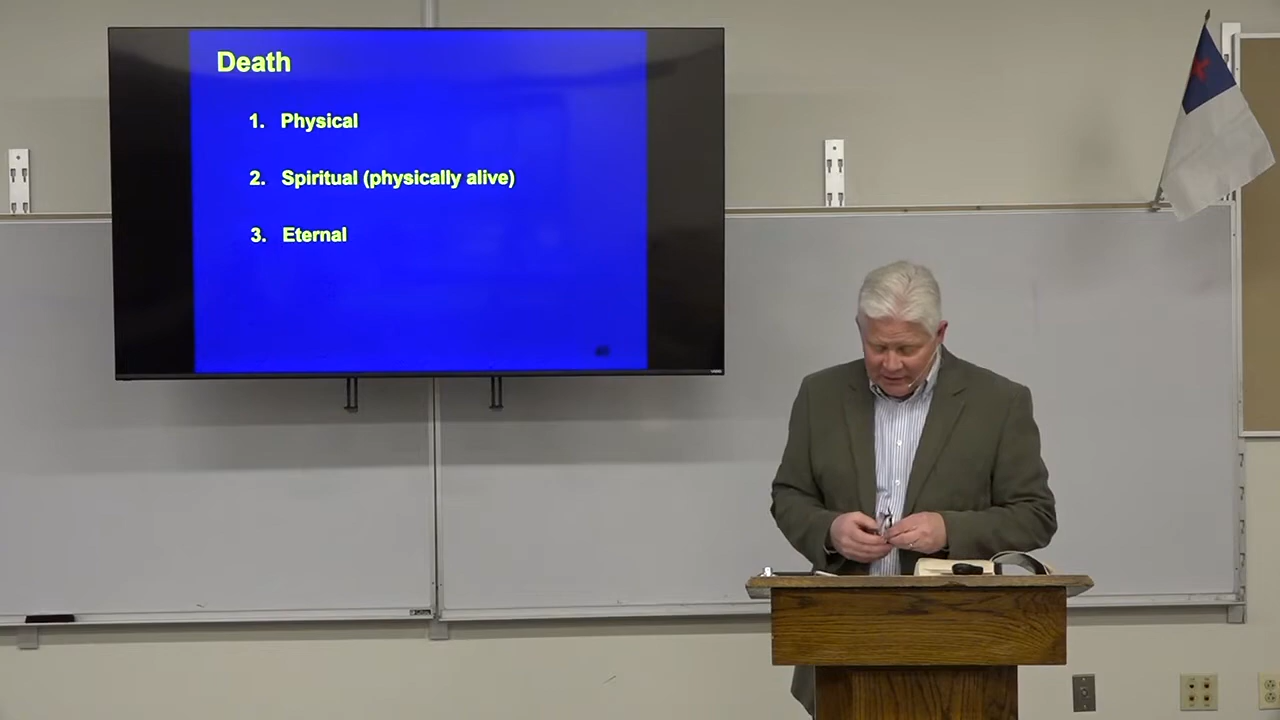 Death
1. Physical
2. Spiritual (physically alive)
3. Eternal